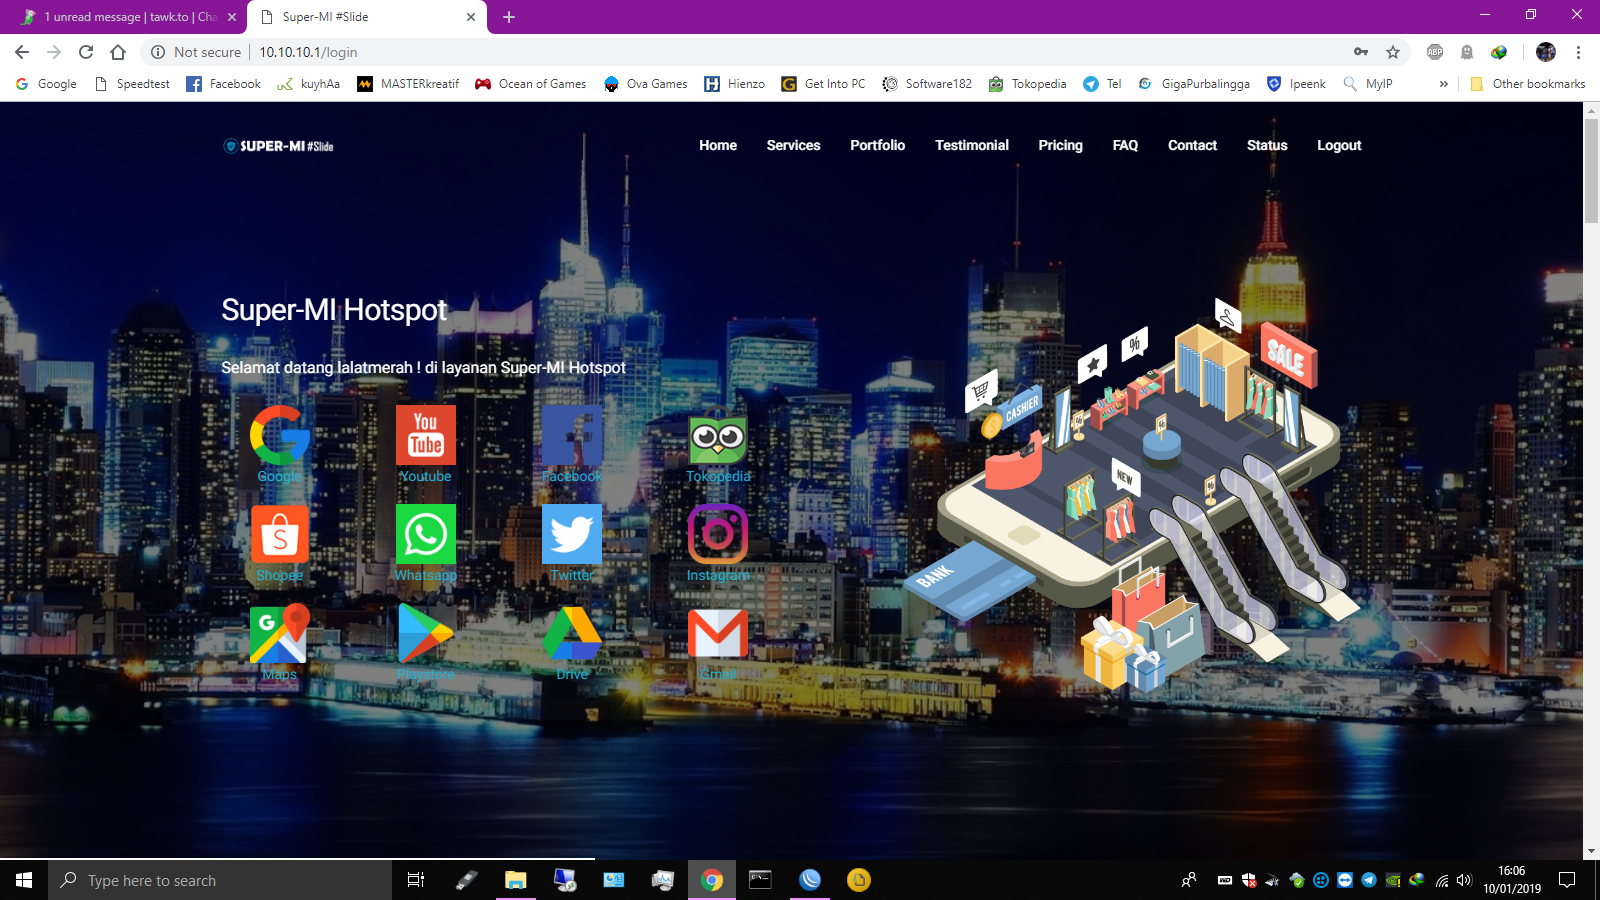 1 unread message | tawk.to | Cha
Super-MI #Slide
Not secure
10.10.10.1/login
ABP
Google
Speedtest
Facebook
kuyhAa
MASTERkreatif
Ocean of Games
Ova Games
Hienzo
Get Into PC
Software182
Tokopedia
Tel
GigaPurbalingga
Ipeenk
MyIP
»
Other bookmarks
SUPER-MI #Slide
Home
Services
Portfolio
Testimonial
Pricing
FAQ
Contact
Status
Logout
Super-MI Hotspot
Selamat datang lalatmerah ! di layanan Super-MI Hotspot
You
Tube
Google
Youtube
Facebook
Tokopedia
Shopee
Whatsapp
Twitter
Instagram
Maps
Playstore
Drive
Gmail
SALE
%
CASHIER
NEW
BANK
Type here to search
16:06
10/01/2019